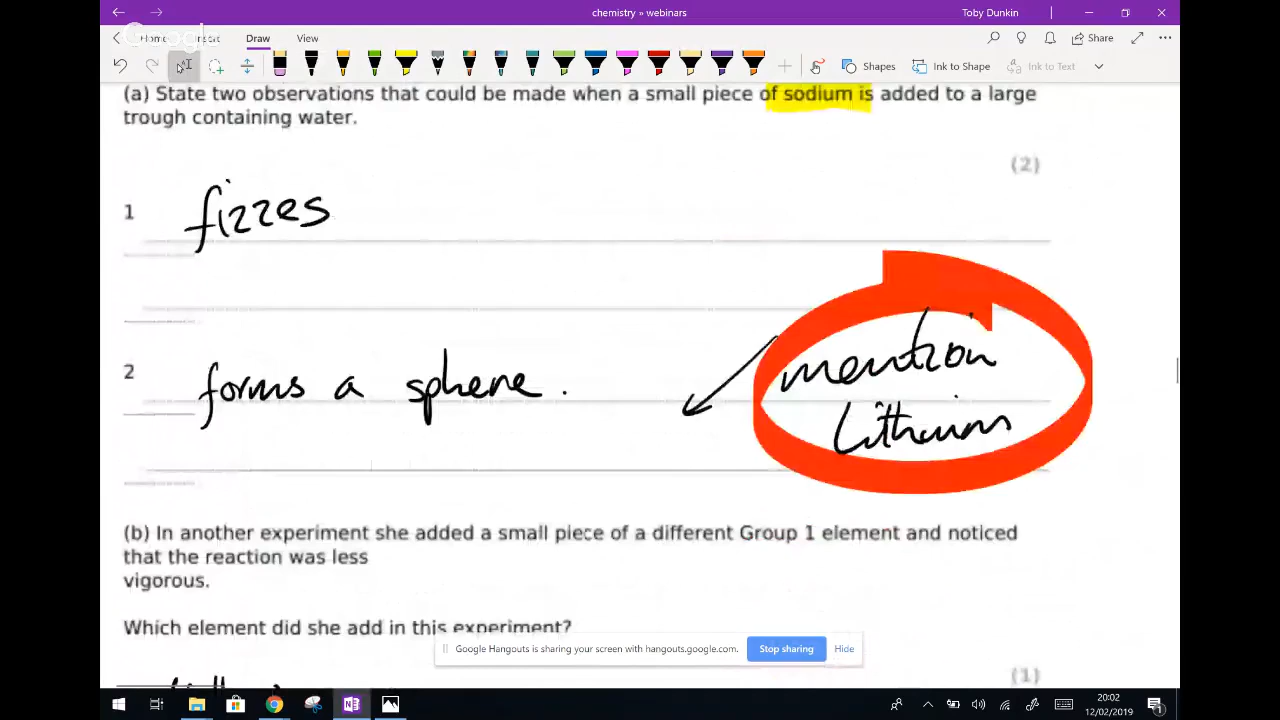 chemistry » webinars
Toby Dunkin
Google
Home
Insert
Draw
View
Share
Shapes
Ink to Shape
Ink to Text
(a) State two observations that could be made when a small piece of sodium is added to a large
trough containing water.
(2)
1
fizzes
2
forms a sphere.
mention
Lithium
(b) In another experiment she added a small piece of a different Group 1 element and noticed
that the reaction was less
vigorous.
Which element did she add in this experiment?
Google Hangouts is sharing your screen with hangouts.google.com.
Stop sharing
Hide
(1)
20:02
12/02/2019